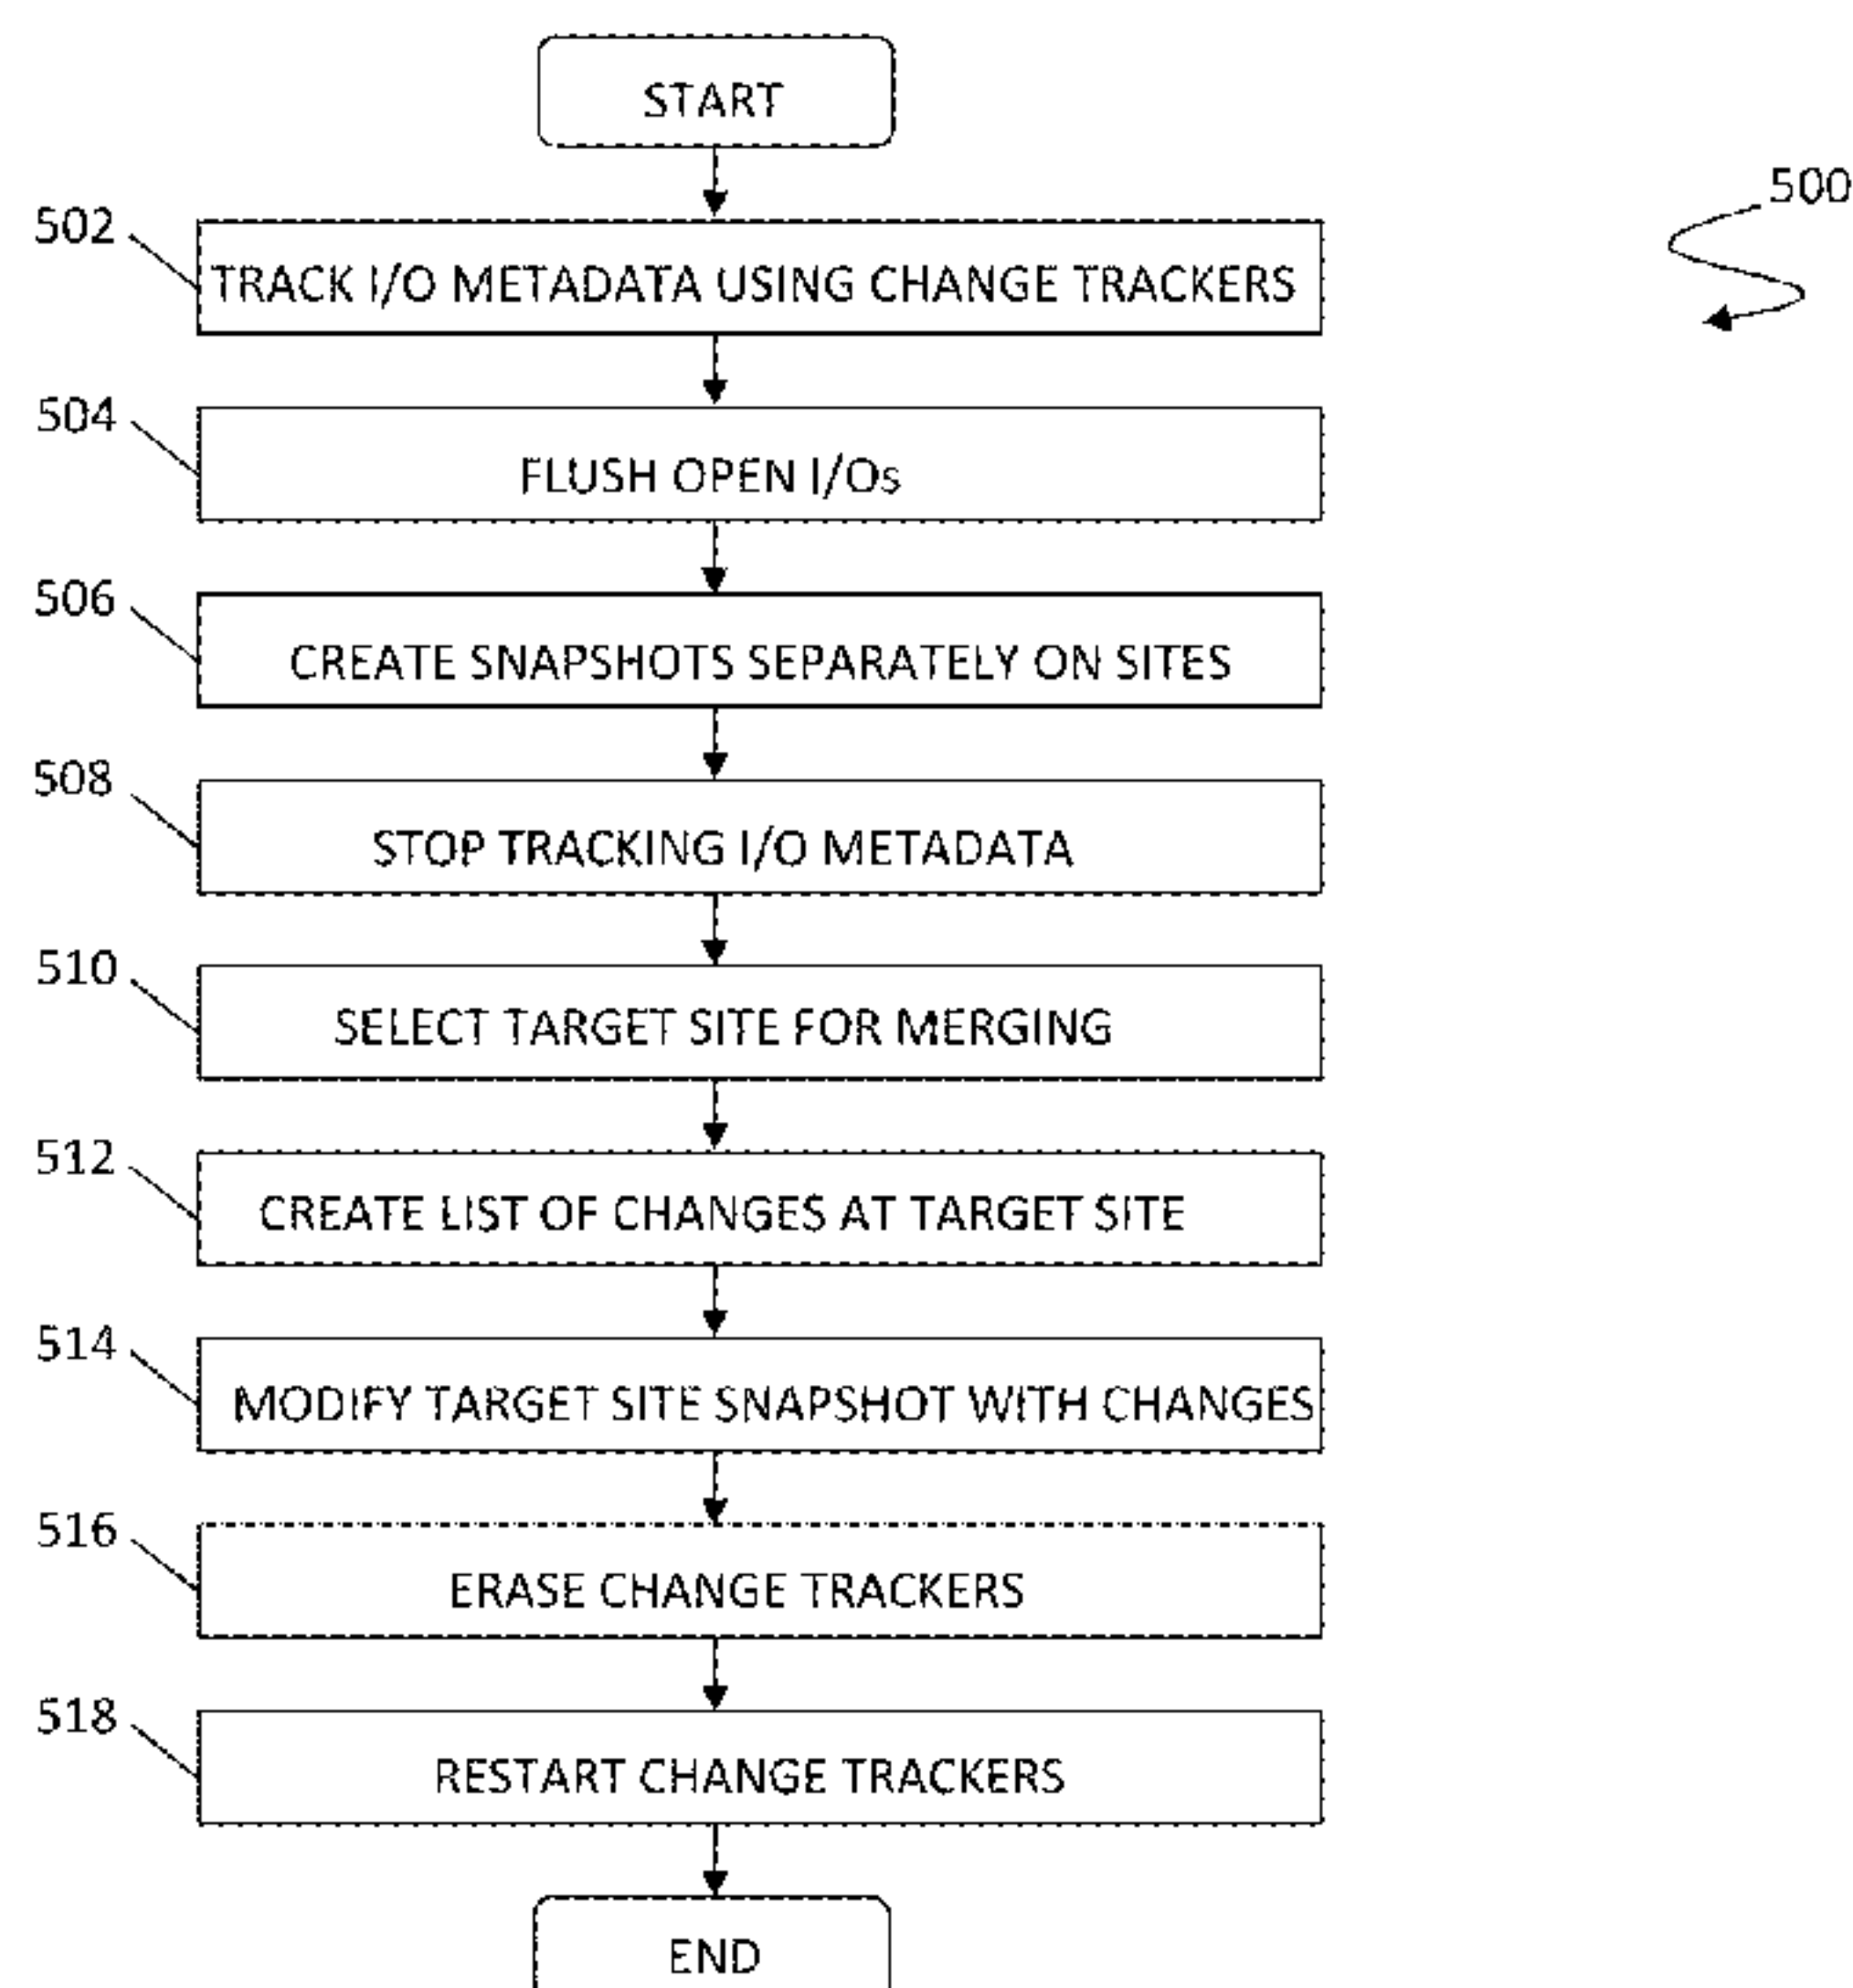 START
500
502
TRACK I/O METADATA USING CHANGE TRACKERS
504
FLUSH OPEN I/Os
506
CREATE SNAPSHOTS SEPARATELY ON SITES
508
STOP TRACKING I/O METADATA
510
SELECT TARGET SITE FOR MERGING
512
CREATE LIST OF CHANGES AT TARGET SITE
514
MODIFY TARGET SITE SNAPSHOT WITH CHANGES
516
ERASE CHANGE TRACKERS
518
RESTART CHANGE TRACKERS
END